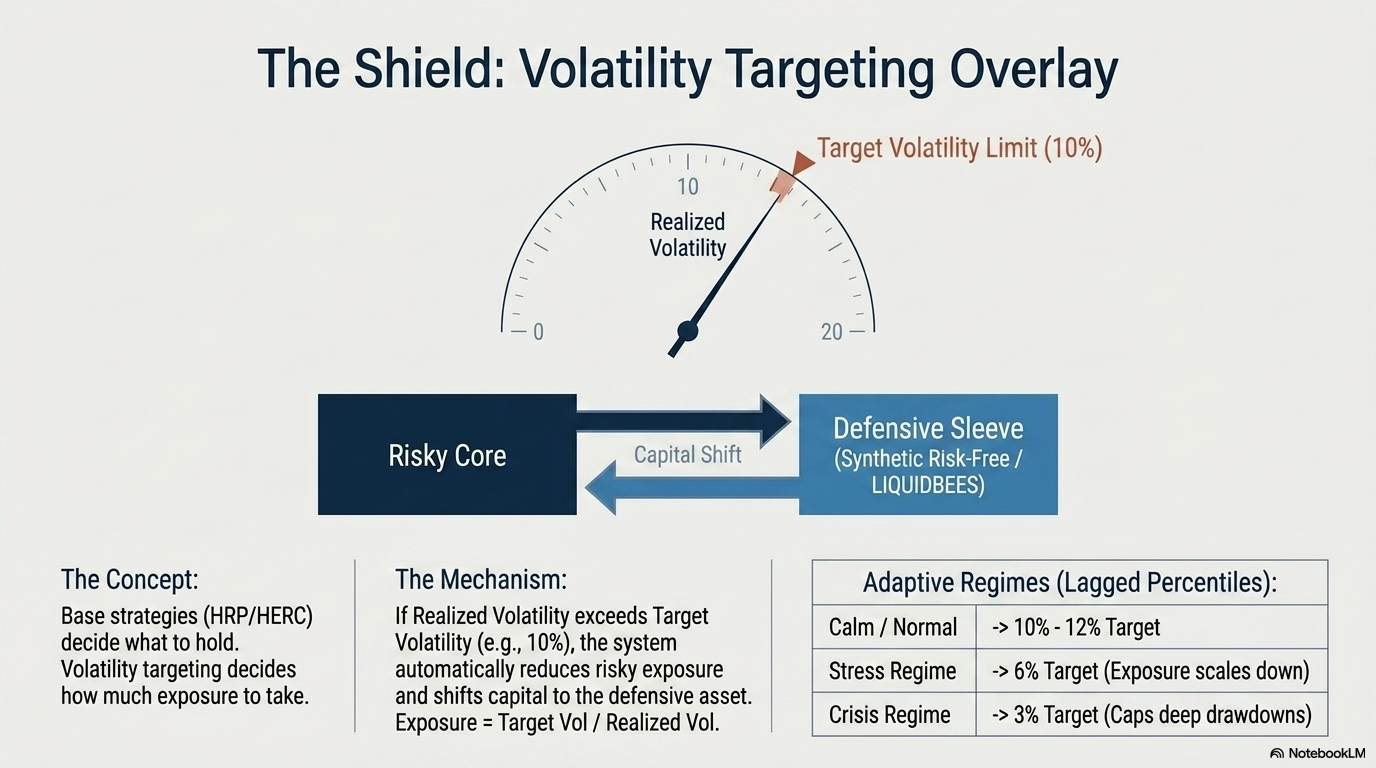 The Shield: Volatility Targeting Overlay
Target Volatility Limit (10%)
10
Realized
Volatility
0
20
Risky Core
Capital Shift
Defensive Sleeve
(Synthetic Risk-Free /
LIQUIDBEES)
The Concept:
Base strategies (HRP/HERC)
decide what to hold.
Volatility targeting decides
how much exposure to take.
The Mechanism:
If Realized Volatility exceeds Target
Volatility (e.g., 10%), the system
automatically reduces risky exposure
and shifts capital to the defensive asset.
Exposure = Target Vol / Realized Vol.
Adaptive Regimes (Lagged Percentiles):
Calm / Normal -> 10% - 12% Target
Stress Regime -> 6% Target (Exposure scales down)
Crisis Regime -> 3% Target (Caps deep drawdowns)
NotebookLM